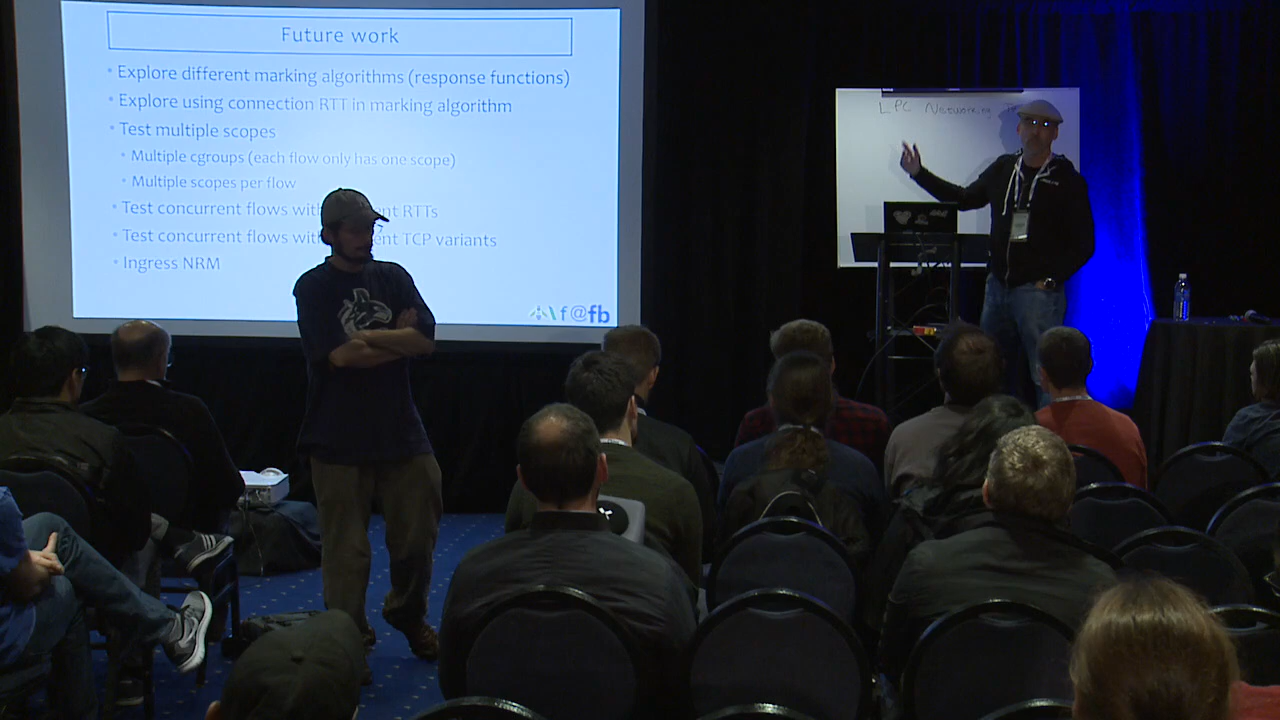 Future work
Explore different marking algorithms (response functions)
Explore using connection RTT in marking algorithm
Test multiple scopes
Multiple cgroups (each flow only has one scope)
Multiple scopes per flow
Test concurrent flows with RTTs
Test concurrent flows with TCP variants
Ingress NRM
f@fb
LPC Networking